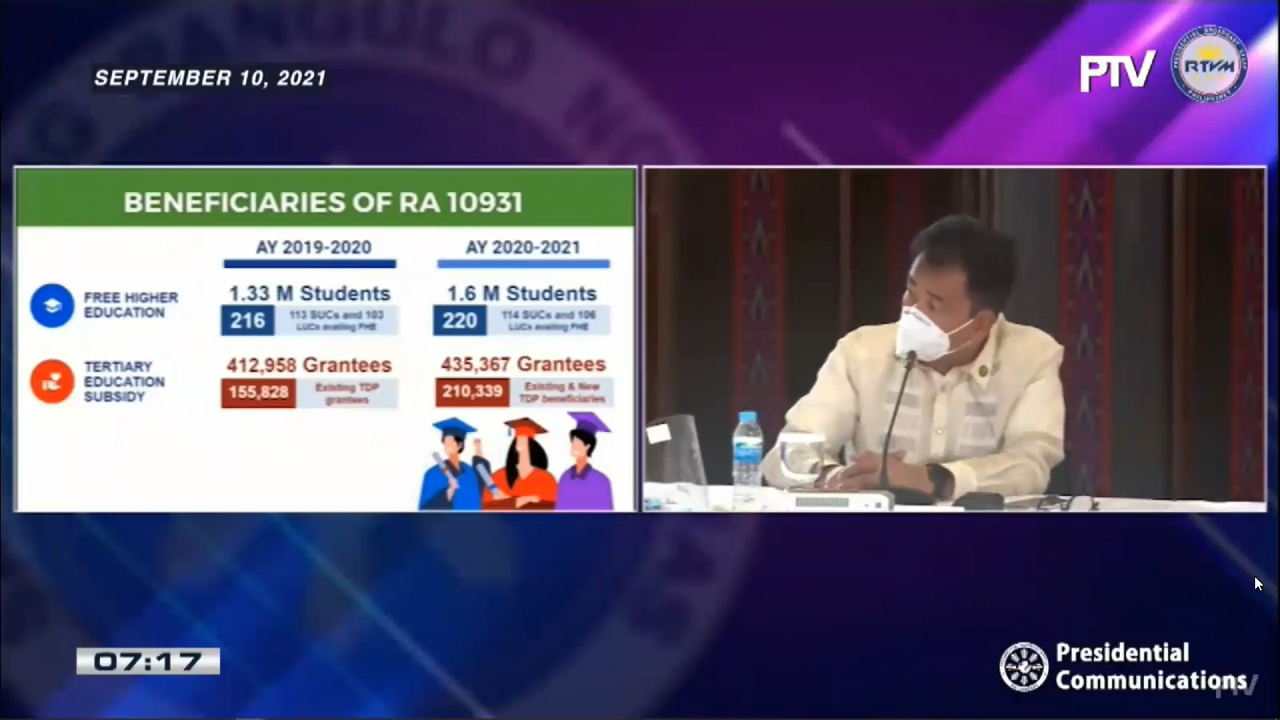 SEPTEMBER 10, 2021
PTV
RTVM
BENEFICIARIES OF RA 10931
AY 2019-2020
AY 2020-2021
FREE HIGHER
EDUCATION
1.33 M Students
216
113 SUCs and 103
LUCs availing FHE
1.6 M Students
220
114 SUCs and 106
LUCs availing FHE
TERTIARY
EDUCATION
SUBSIDY
412,958 Grantees
155,828
Existing TDP
grantees
435,367 Grantees
210,339
Existing & New
TDP beneficiaries
07:17
Presidential
Communications
PTV